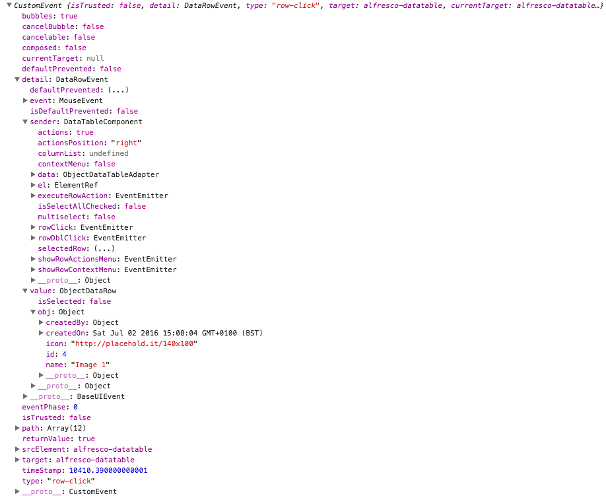 CustomEvent {isTrusted: false, detail: DataRowEvent, type: "row-click", target: alfresco-datatable, currentTarget: alfresco-datatable…}
bubbles: true
cancelBubble: false
cancelable: false
composed: false
currentTarget: null
defaultPrevented: false
detail: DataRowEvent
defaultPrevented: (...)
event: MouseEvent
isDefaultPrevented: false
sender: DataTableComponent
actions: true
actionsPosition: "right"
columnList: undefined
contextMenu: false
data: ObjectDataTableAdapter
el: ElementRef
executeRowAction: EventEmitter
isSelectAllChecked: false
multiselect: false
rowClick: EventEmitter
rowDblClick: EventEmitter
selectedRow: (...)
showRowActionsMenu: EventEmitter
showRowContextMenu: EventEmitter
__proto__: Object
value: ObjectDataRow
isSelected: false
obj: Object
createdBy: Object
createdOn: Sat Jul 02 2016 15:08:04 GMT+0100 (BST)
icon: "http://placehold.it/140x100"
id: 4
name: "Image 1"
__proto__: Object
__proto__: Object
__proto__: BaseUIEvent
eventPhase: 0
isTrusted: false
path: Array(12)
returnValue: true
srcElement: alfresco-datatable
target: alfresco-datatable
timeStamp: 10410.390000000001
type: "row-click"
__proto__: CustomEvent